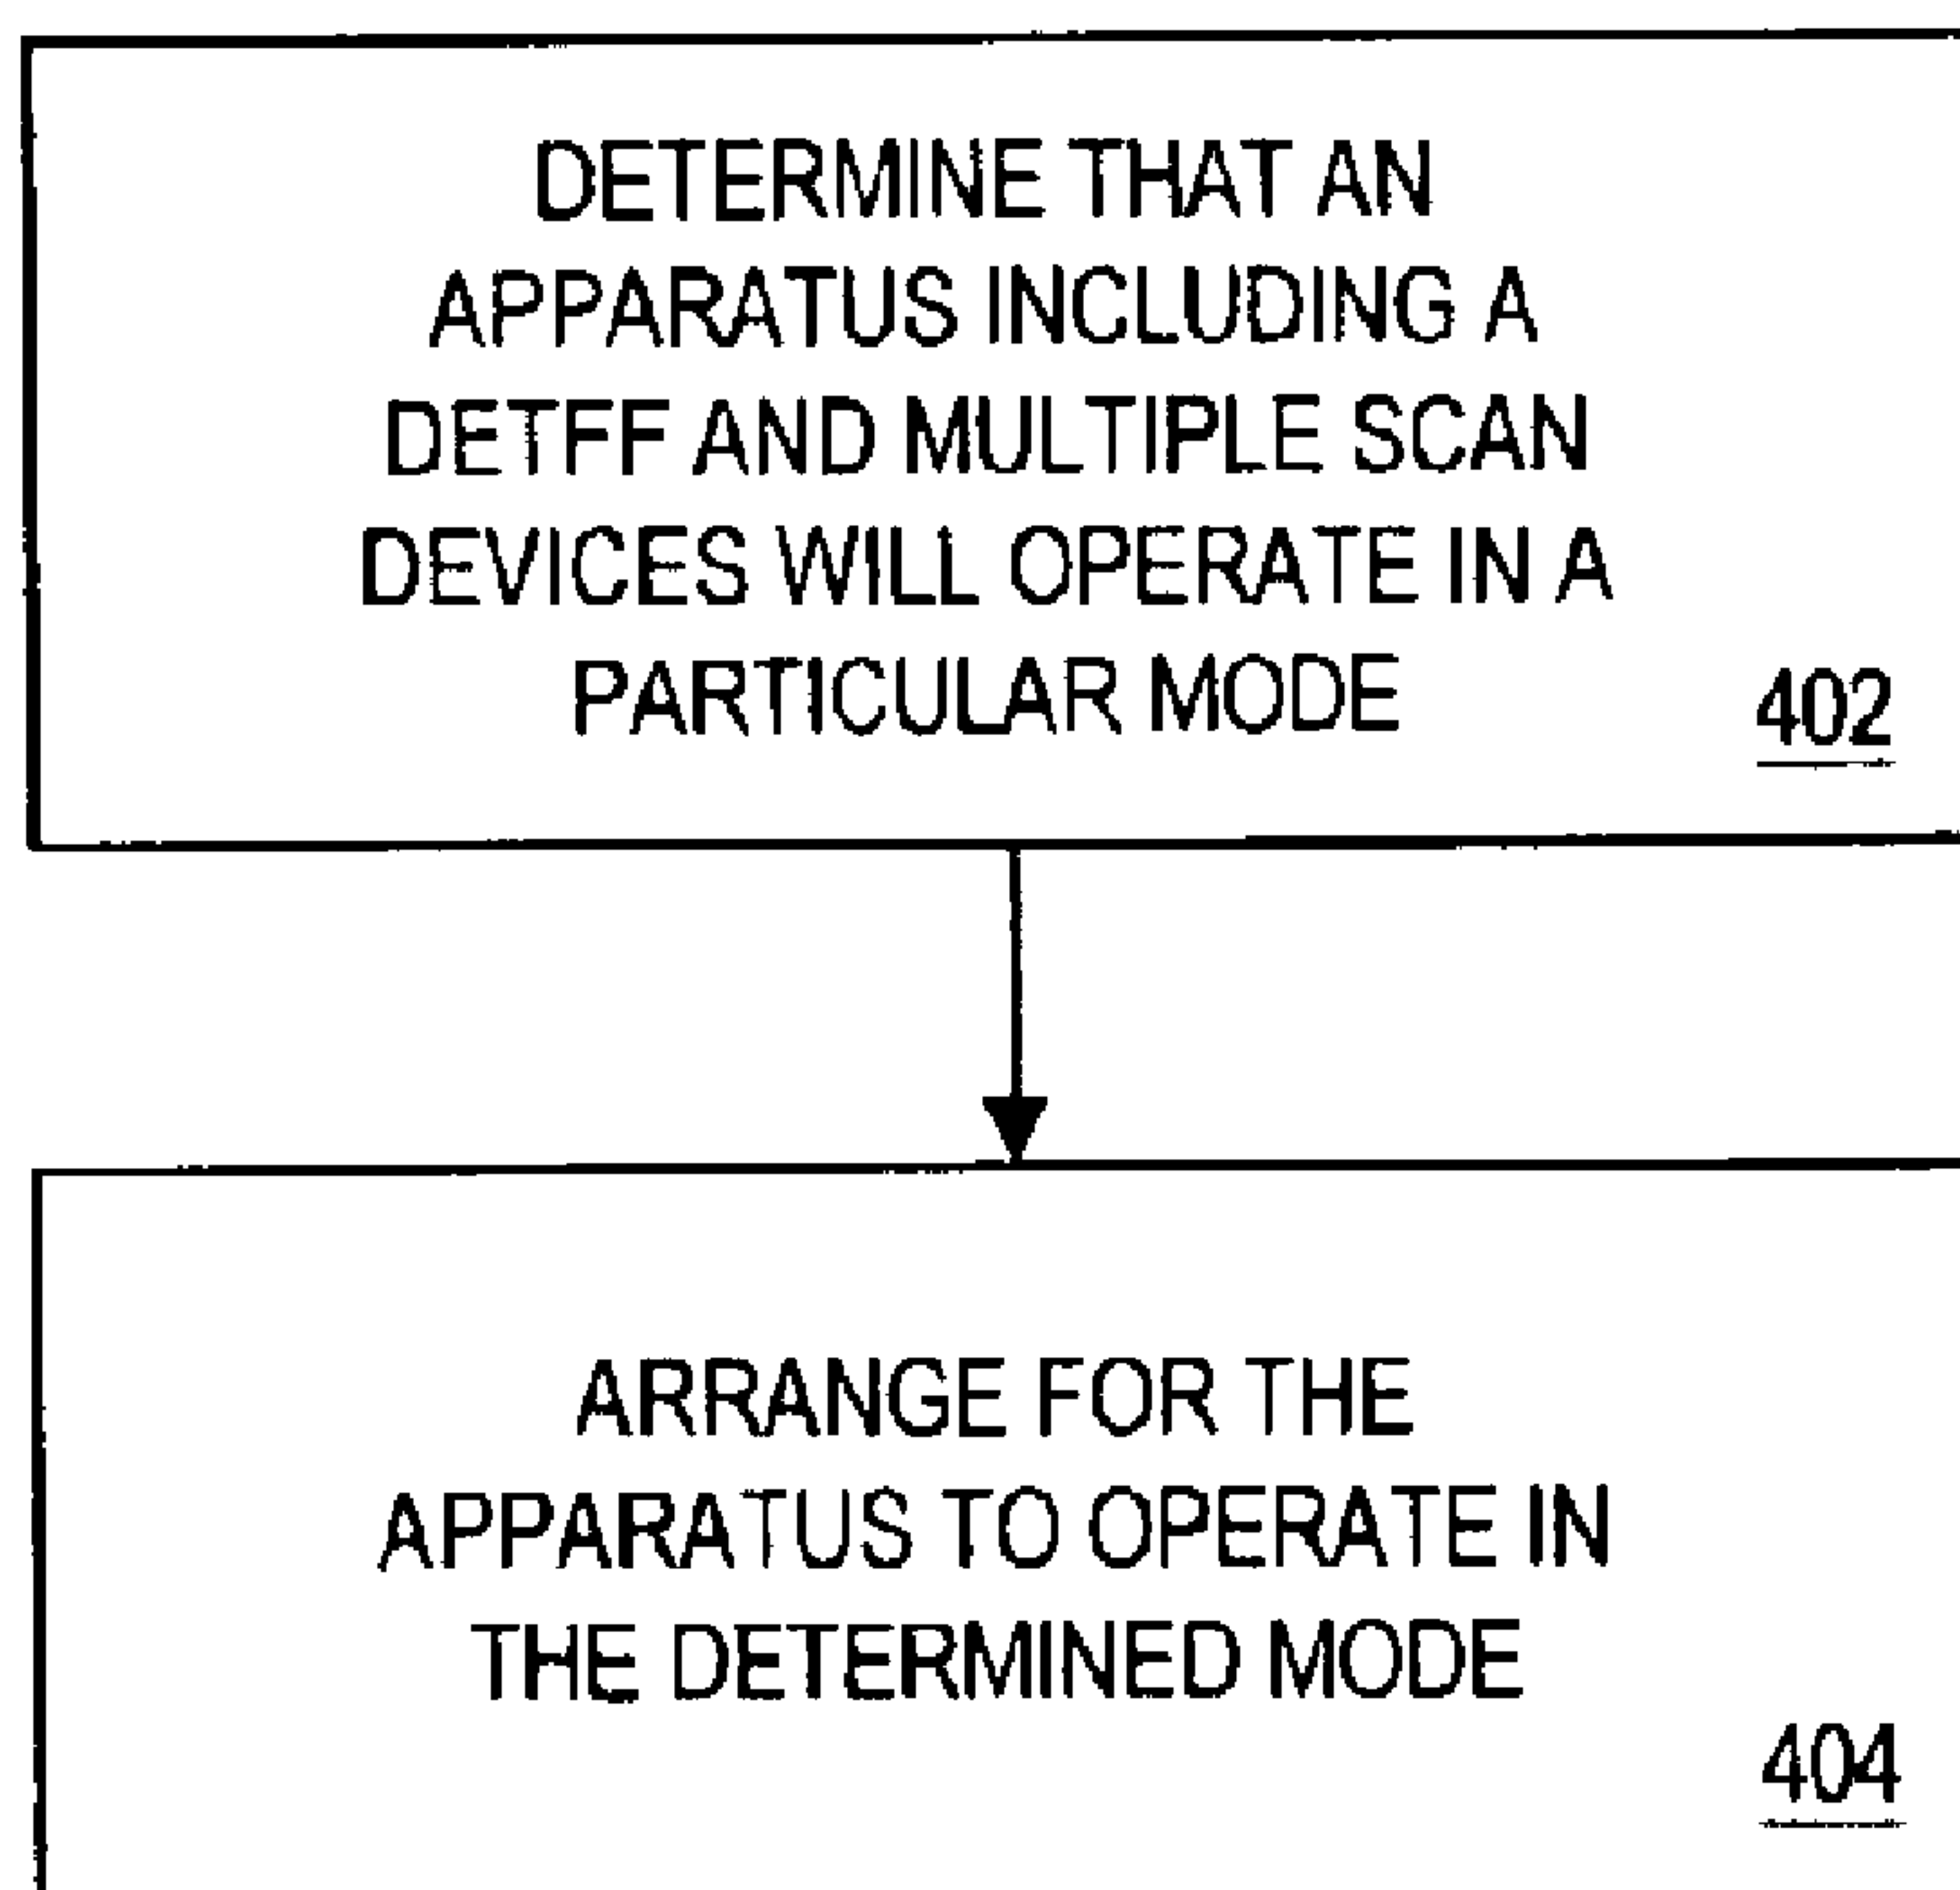 DETERMINE THAT AN
APPARATUS INCLUDING A
DETFF AND MULTIPLE SCAN
DEVICES WILL OPERATE IN A
PARTICULAR MODE
402
ARRANGE FOR THE
APPARATUS TO OPERATE IN
THE DETERMINED MODE
404